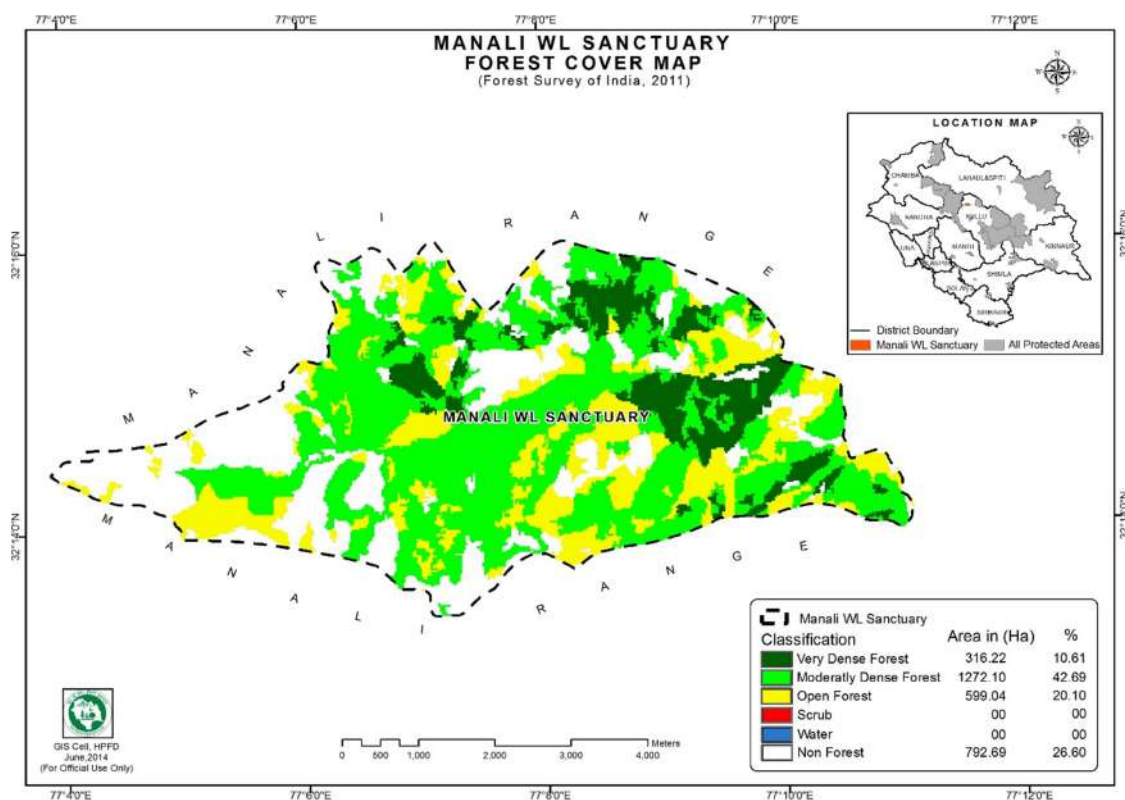 77°4'0"E 77°6'0"E 77°8'0"E 77°10'0"E 77°12'0"E
MANALI WL SANCTUARY
FOREST COVER MAP
(Forest Survey of India, 2011)
N
W E
S
LOCATION MAP
N
W E
S
CHAMBA
LAHAUL&SPITI
KANGRA
KULLU
UNA
MANDI
KINNAUR
SHIMLA
SOLAN
SIRMAUR
District Boundary
Manali WL Sanctuary All Protected Areas
32°16'0"N
MANALI RANGE
MANALI WL SANCTUARY
32°14'0"N
MANALI RANGE
Manali WL Sanctuary
Classification Area in (Ha) %
Very Dense Forest 316.22 10.61
Moderatly Dense Forest 1272.10 42.69
Open Forest 599.04 20.10
Scrub 00 00
Water 00 00
Non Forest 792.69 26.60
GIS Cell, HPFD
June,2014
(For Official Use Only)
Meters
0 500 1,000 2,000 3,000 4,000
77°4'0"E 77°6'0"E 77°8'0"E 77°10'0"E 77°12'0"E